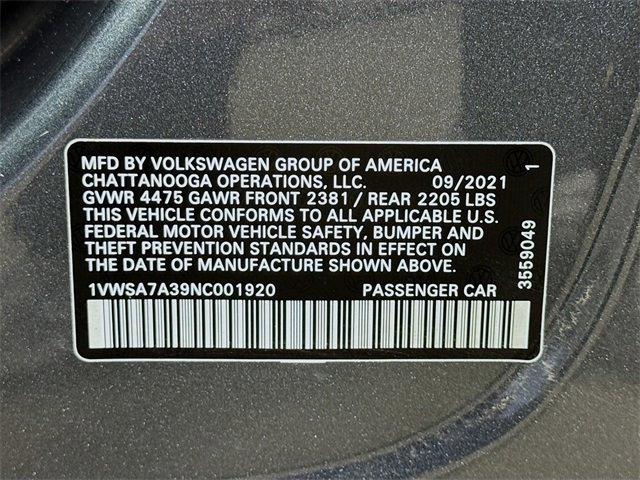 MFD BY VOLKSWAGEN GROUP OF AMERICA
CHATTANOOGA OPERATIONS, LLC. 09/2021
GVWR 4475 GAWR FRONT 2381 / REAR 2205 LBS
THIS VEHICLE CONFORMS TO ALL APPLICABLE U.S.
FEDERAL MOTOR VEHICLE SAFETY, BUMPER AND
THEFT PREVENTION STANDARDS IN EFFECT ON
THE DATE OF MANUFACTURE SHOWN ABOVE.
1VWSA7A39NC001920 PASSENGER CAR
3559049 1